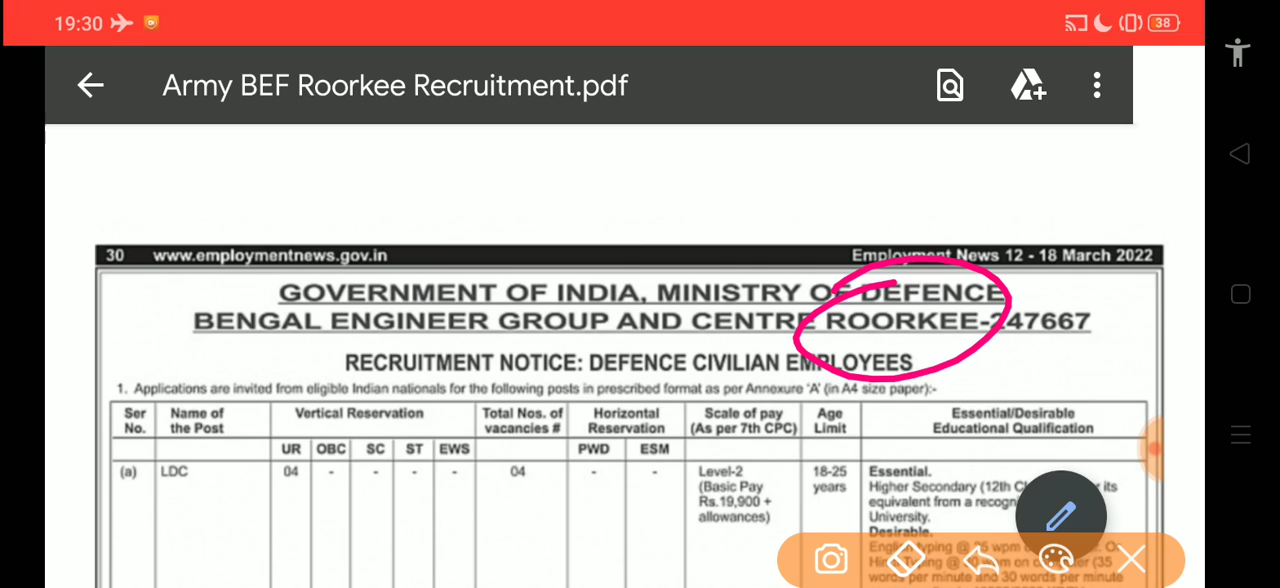 19:30
38
Army BEF Roorkee Recruitment.pdf
30 www.employmentnews.gov.in Employment News 12 - 18 March 2022
GOVERNMENT OF INDIA, MINISTRY OF DEFENCE
BENGAL ENGINEER GROUP AND CENTRE ROORKEE-247667
RECRUITMENT NOTICE: DEFENCE CIVILIAN EMPLOYEES
1. Applications are invited from eligible Indian nationals for the following posts in prescribed format as per Annexure 'A' (in A4 size paper):-
Ser No. Name of the Post Vertical Reservation Total Nos. of vacancies # Horizontal Reservation Scale of pay (As per 7th CPC) Age Limit Essential/Desirable Educational Qualification
UR OBC SC ST EWS PWD ESM
(a) LDC 04 - - - - 04 - - Level-2 18-25 Essential.
(Basic Pay years Higher Secondary (12th its
Rs.19,900 + equivalent from a
allowances) University.
Desirable.
English typing @ wpm
on
words per minute and 30 words per minute